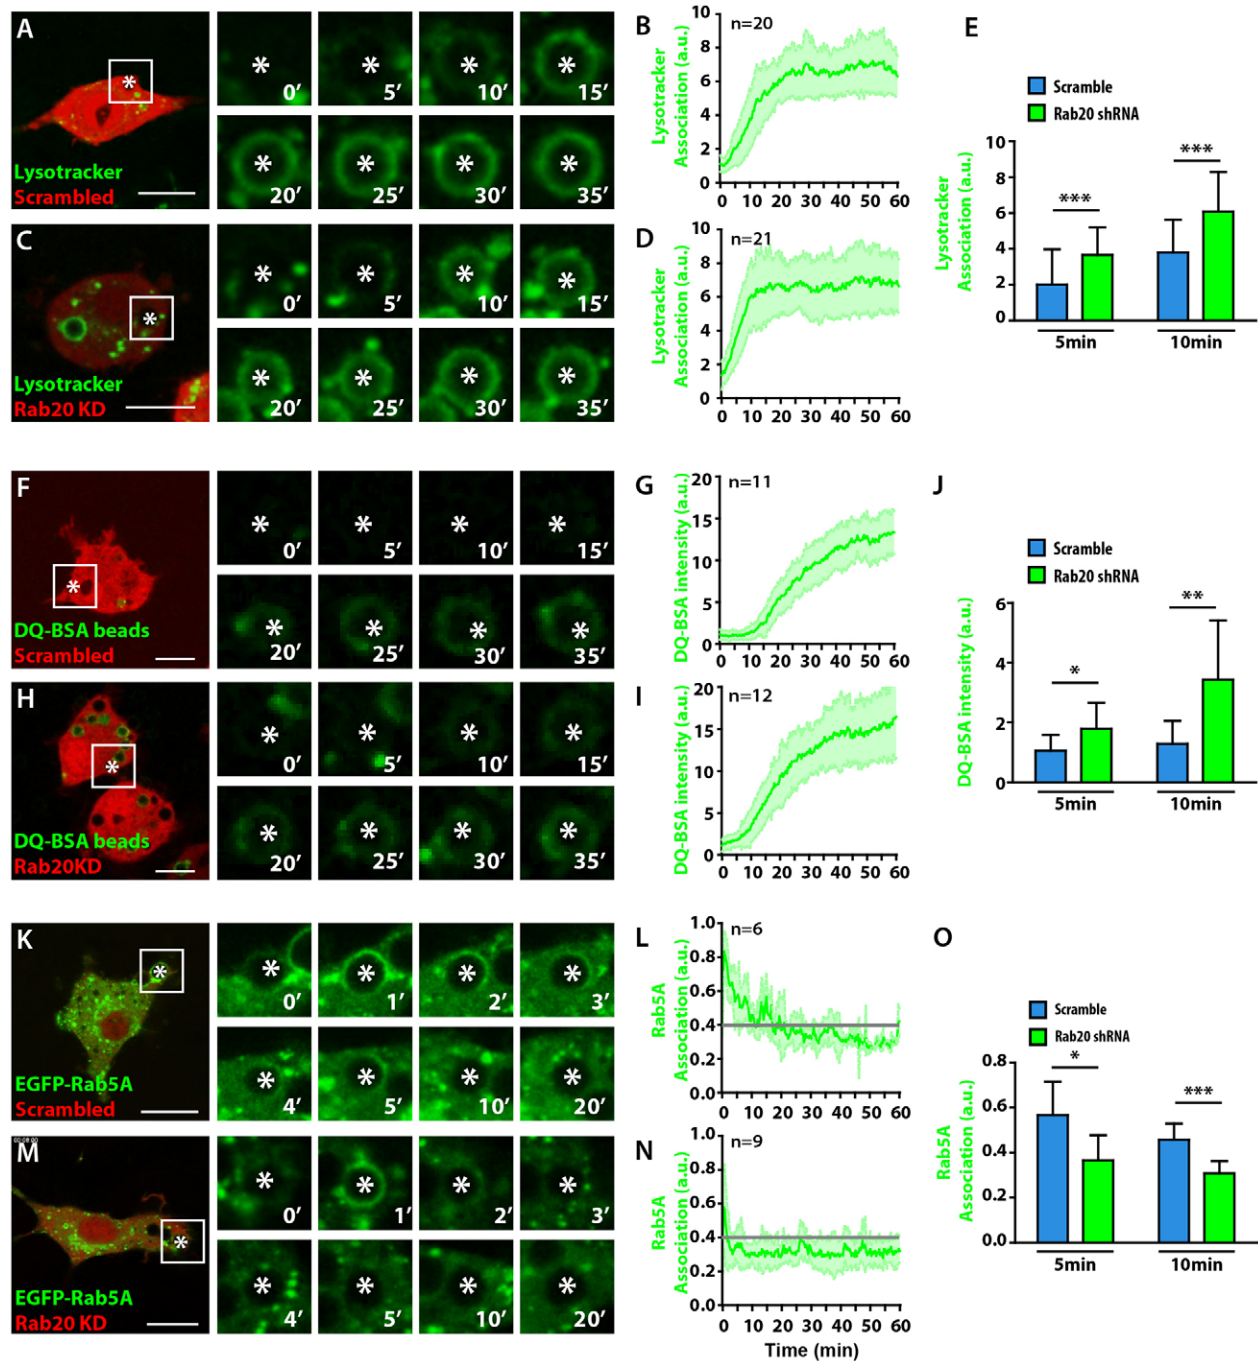 A
0′ 5′ 10′ 15′
Lysotracker
Scrambled
20′ 25′ 30′ 35′
B
n=20
Lysotracker
Association (a.u.)
10
8
6
4
2
0
0 10 20 30 40 50 60
C
0′ 5′ 10′ 15′
Lysotracker
Rab20 KD
20′ 25′ 30′ 35′
D
n=21
Lysotracker
Association (a.u.)
10
8
6
4
2
0
0 10 20 30 40 50 60
E
Scramble
Rab20 shRNA
Lysotracker
Association (a.u.)
10
8
6
4
2
0
*** ***
5min 10min
F
0′ 5′ 10′ 15′
DQ-BSA beads
Scrambled
20′ 25′ 30′ 35′
G
n=11
DQ-BSA intensity (a.u.)
20
15
10
5
0
0 10 20 30 40 50 60
H
0′ 5′ 10′ 15′
DQ-BSA beads
Rab20KD
20′ 25′ 30′ 35′
I
n=12
DQ-BSA intensity (a.u.)
20
15
10
5
0
0 10 20 30 40 50 60
J
Scramble
Rab20 shRNA
DQ-BSA intensity (a.u.)
6
4
2
0
* **
5min 10min
K
0′ 1′ 2′ 3′
EGFP-Rab5A
Scrambled
4′ 5′ 10′ 20′
L
n=6
Rab5A
Association (a.u.)
1.0
0.8
0.6
0.4
0.2
0.0
0 10 20 30 40 50 60
M
0′ 1′ 2′ 3′
EGFP-Rab5A
Rab20 KD
4′ 5′ 10′ 20′
N
n=9
Rab5A
Association (a.u.)
1.0
0.8
0.6
0.4
0.2
0.0
0 10 20 30 40 50 60
Time (min)
O
Scramble
Rab20 shRNA
Rab5A
Association (a.u.)
0.8
0.6
0.4
0.2
0.0
* ***
5min 10min